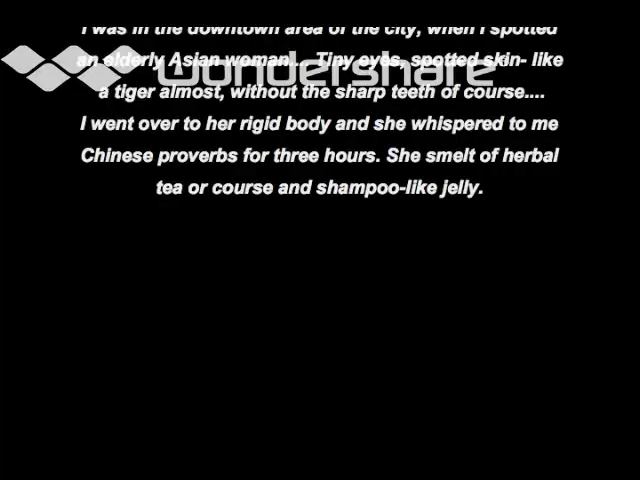 I was in the downtown area of the city, when I spotted
an elderly Asian woman.... Tiny eyes, spotted skin- like
wondershare
a tiger almost, without the sharp teeth of course....
I went over to her rigid body and she whispered to me
Chinese proverbs for three hours. She smelt of herbal
tea or course and shampoo-like jelly.